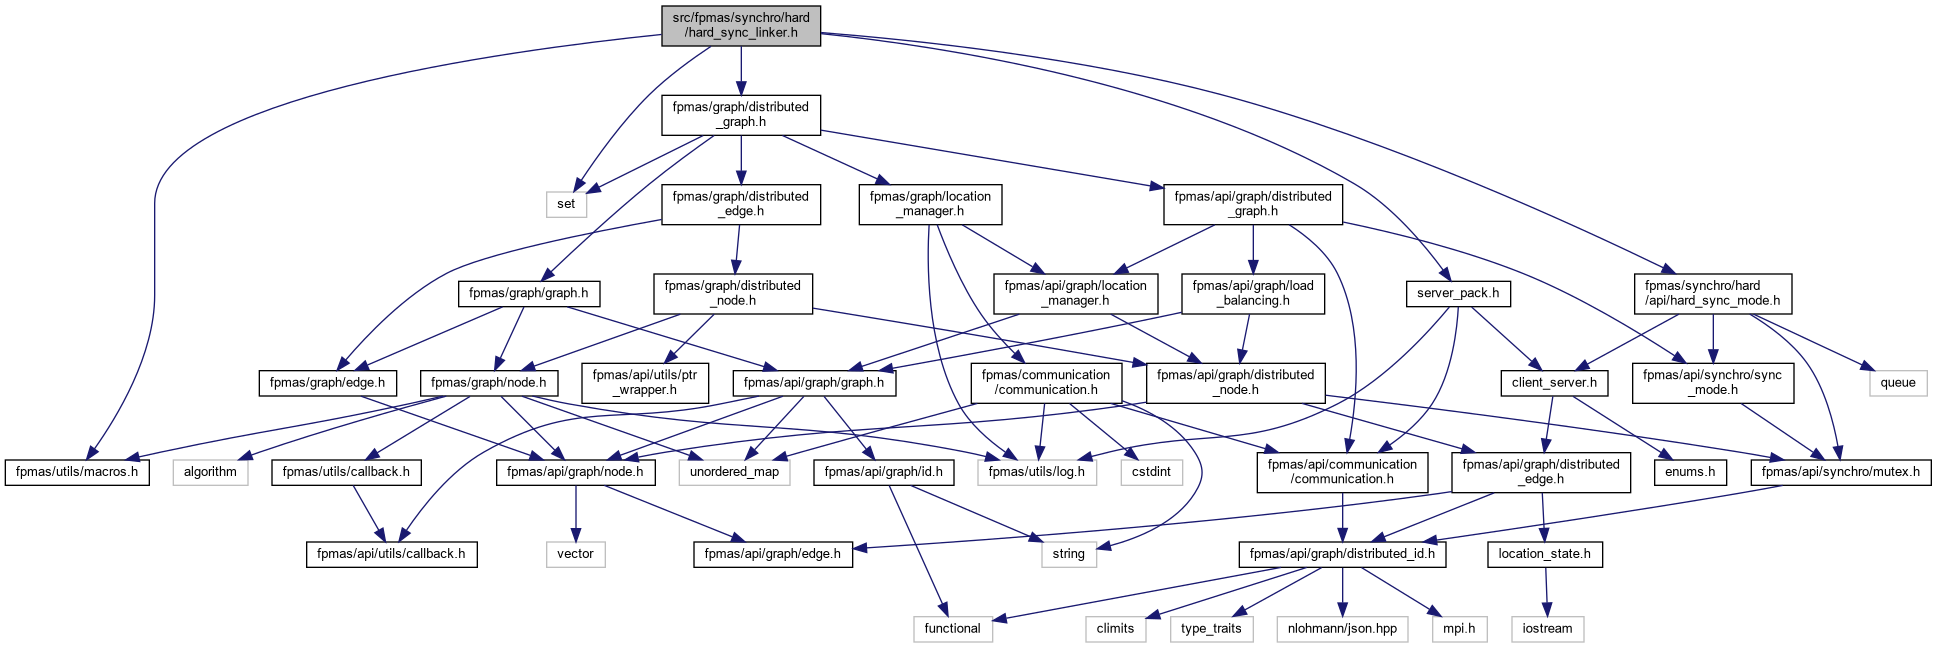 src/fpmas/synchro/hard
/hard_sync_linker.h
fpmas/graph/distributed
_graph.h
set
fpmas/graph/distributed
_edge.h
fpmas/graph/location
_manager.h
fpmas/api/graph/distributed
_graph.h
fpmas/graph/graph.h
fpmas/graph/distributed
_node.h
fpmas/api/graph/location
_manager.h
fpmas/api/graph/load
_balancing.h
server_pack.h
fpmas/synchro/hard
/api/hard_sync_mode.h
fpmas/graph/edge.h
fpmas/graph/node.h
fpmas/api/utils/ptr
_wrapper.h
fpmas/api/graph/graph.h
fpmas/communication
/communication.h
fpmas/api/graph/distributed
_node.h
client_server.h
fpmas/api/synchro/sync
_mode.h
queue
fpmas/utils/macros.h
algorithm
fpmas/utils/callback.h
fpmas/api/graph/node.h
unordered_map
fpmas/api/graph/id.h
fpmas/utils/log.h
cstdint
fpmas/api/communication
/communication.h
fpmas/api/graph/distributed
_edge.h
enums.h
fpmas/api/synchro/mutex.h
fpmas/api/utils/callback.h
vector
fpmas/api/graph/edge.h
string
fpmas/api/graph/distributed_id.h
location_state.h
functional
climits
type_traits
nlohmann/json.hpp
mpi.h
iostream